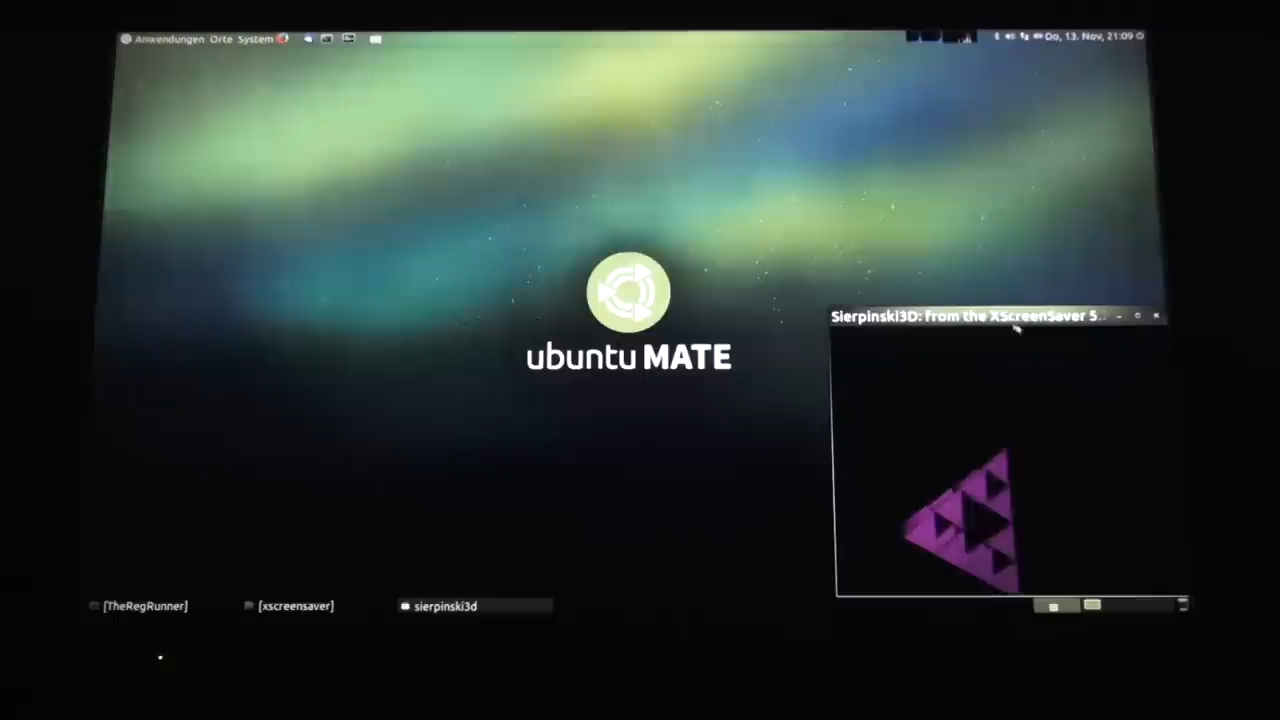 Anwendungen Orte System
Do, 13. Nov, 21:09
ubuntu MATE
Sierpinski3D: from the XScreenSaver 5..
[TheRegRunner]
[xscreensaver]
sierpinski3d